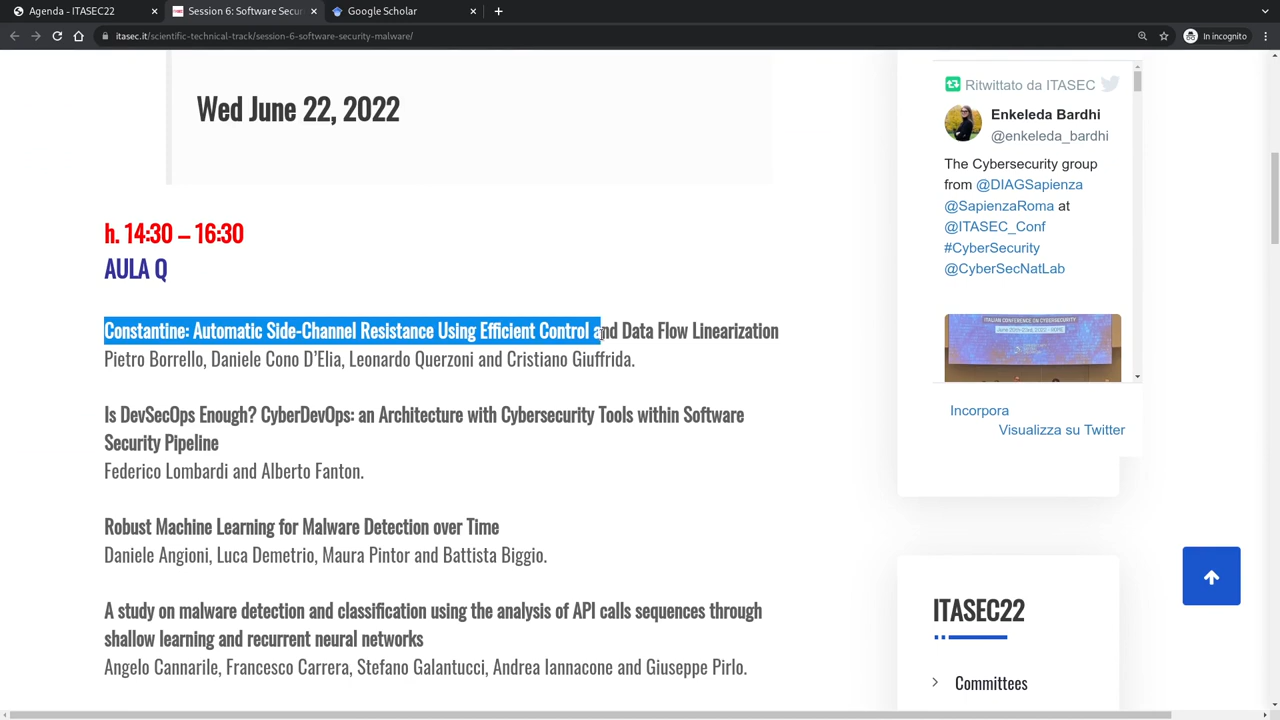 Agenda - ITASEC22
Session 6: Software Secur
Google Scholar
itasec.it/scientific-technical-track/session-6-software-security-malware/
In incognito
Wed June 22, 2022
h. 14:30 – 16:30
AULA Q
Constantine: Automatic Side-Channel Resistance Using Efficient Control and Data Flow Linearization
Pietro Borrello, Daniele Cono D’Elia, Leonardo Querzoni and Cristiano Giuffrida.
Is DevSecOps Enough? CyberDevOps: an Architecture with Cybersecurity Tools within Software
Security Pipeline
Federico Lombardi and Alberto Fanton.
Robust Machine Learning for Malware Detection over Time
Daniele Angioni, Luca Demetrio, Maura Pintor and Battista Biggio.
A study on malware detection and classification using the analysis of API calls sequences through
shallow learning and recurrent neural networks
Angelo Cannarile, Francesco Carrera, Stefano Galantucci, Andrea Iannacone and Giuseppe Pirlo.
Ritwittato da ITASEC
Enkeleda Bardhi
@enkeleda_bardhi
The Cybersecurity group
from @DIAGSapienza
@SapienzaRoma at
@ITASEC_Conf
#CyberSecurity
@CyberSecNatLab
ITALIAN CONFERENCE ON CYBERSECURITY
Incorpora
Visualizza su Twitter
ITASEC22
Committees